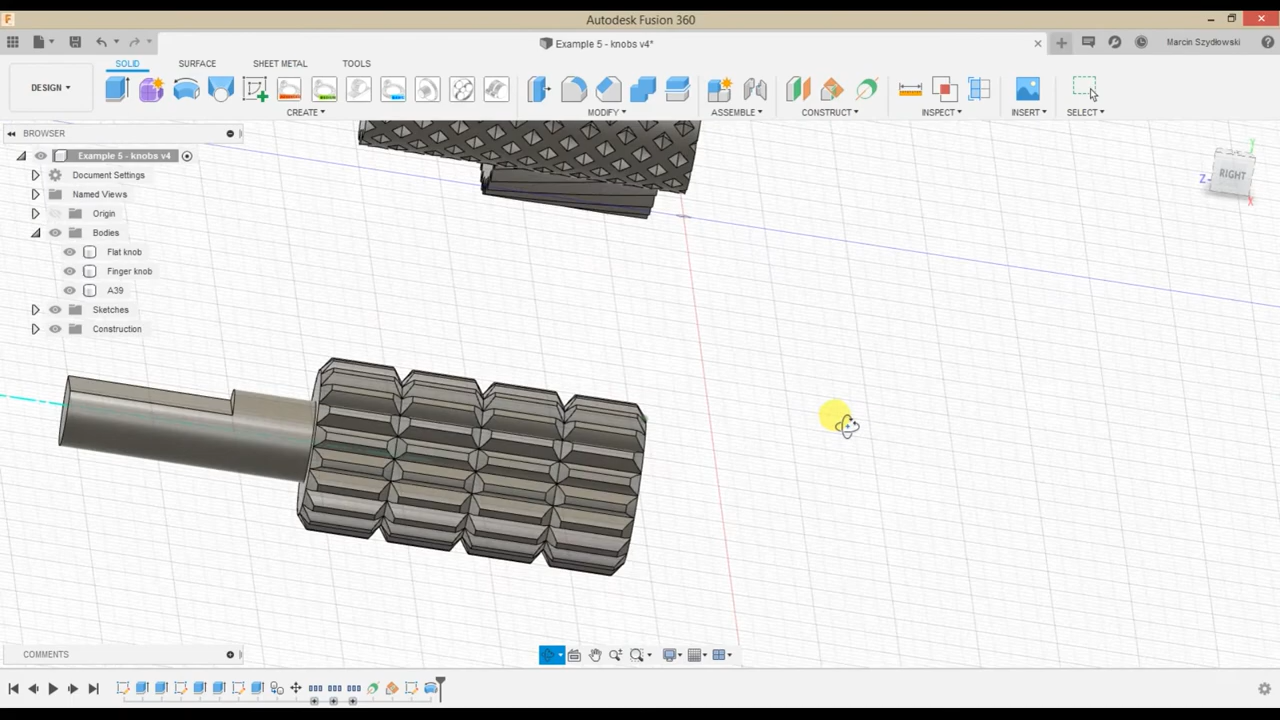 Autodesk Fusion 360
Example 5 - knobs v4*
Marcin Szydłowski
DESIGN
SOLID
SURFACE
SHEET METAL
TOOLS
CREATE
MODIFY
ASSEMBLE
CONSTRUCT
INSPECT
INSERT
SELECT
BROWSER
Example 5 - knobs v4
Document Settings
Named Views
Origin
Bodies
Flat knob
Finger knob
A39
Sketches
Construction
Y
Z
RIGHT
X
COMMENTS